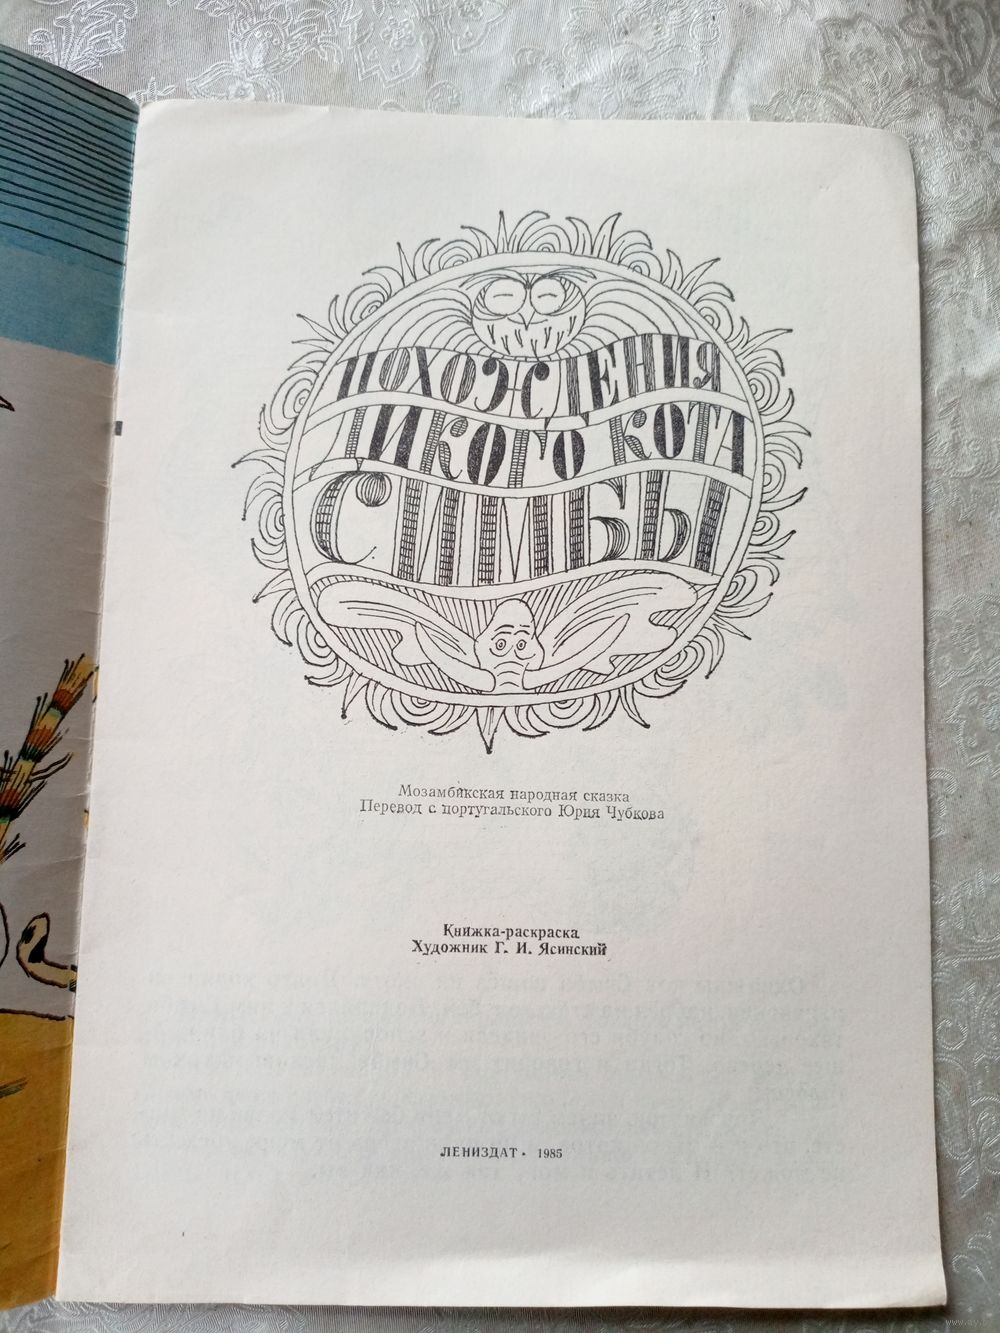 ПОХОЖДЕНИЯ
ДИКОГО КОТА
СИМБЫ
Мозамбикская народная сказка
Перевод с португальского Юрия Чубкова
Книжка-раскраска
Художник Г. И. Ясинский
ЛЕНИЗДАТ · 1985